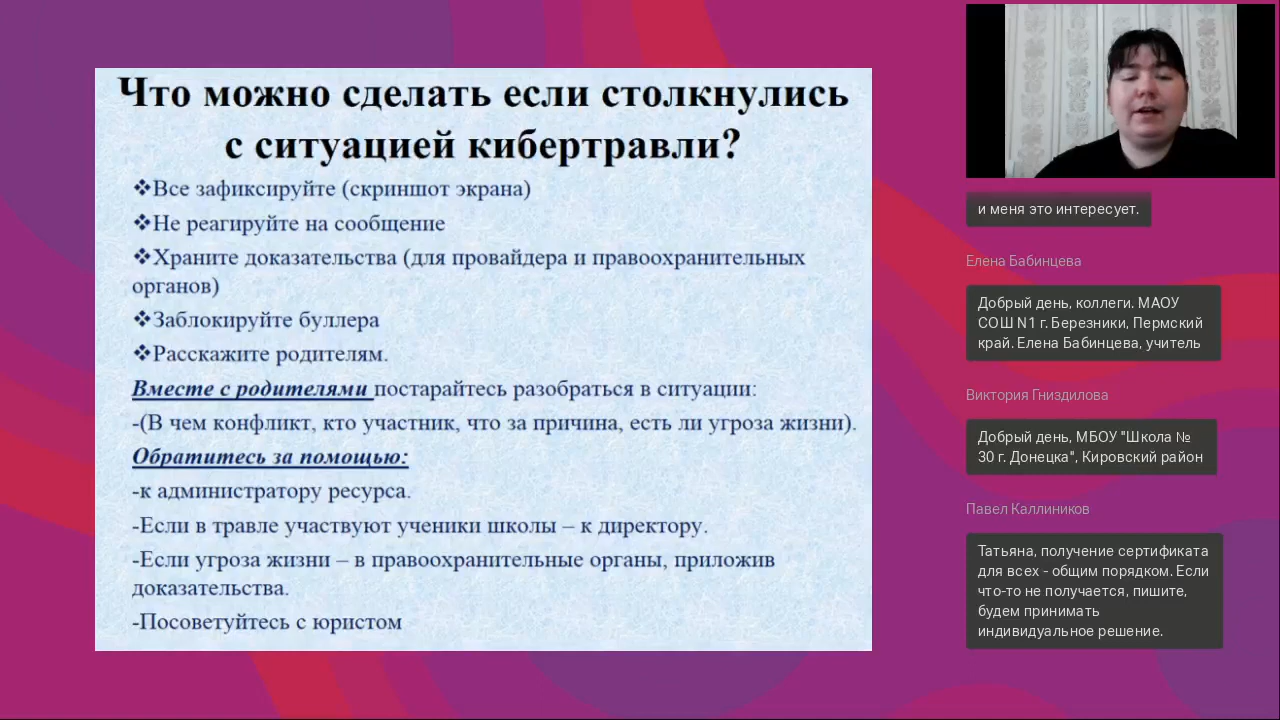 Что можно сделать если столкнулись
с ситуацией кибертравли?
❖Все зафиксируйте (скриншот экрана)
❖Не реагируйте на сообщение
❖Храните доказательства (для провайдера и правоохранительных
органов)
❖Заблокируйте буллера
❖Расскажите родителям.
Вместе с родителями постарайтесь разобраться в ситуации:
-(В чем конфликт, кто участник, что за причина, есть ли угроза жизни).
Обратитесь за помощью:
-к администратору ресурса.
-Если в травле участвуют ученики школы – к директору.
-Если угроза жизни – в правоохранительные органы, приложив
доказательства.
-Посоветуйтесь с юристом
и меня это интересует.
Елена Бабинцева
Добрый день, коллеги. МАОУ
СОШ N1 г. Березники, Пермский
край. Елена Бабинцева, учитель
Виктория Гниздилова
Добрый день, МБОУ "Школа №
30 г. Донецка", Кировский район
Павел Каллиников
Татьяна, получение сертификата
для всех - общим порядком. Если
что-то не получается, пишите,
будем принимать
индивидуальное решение.